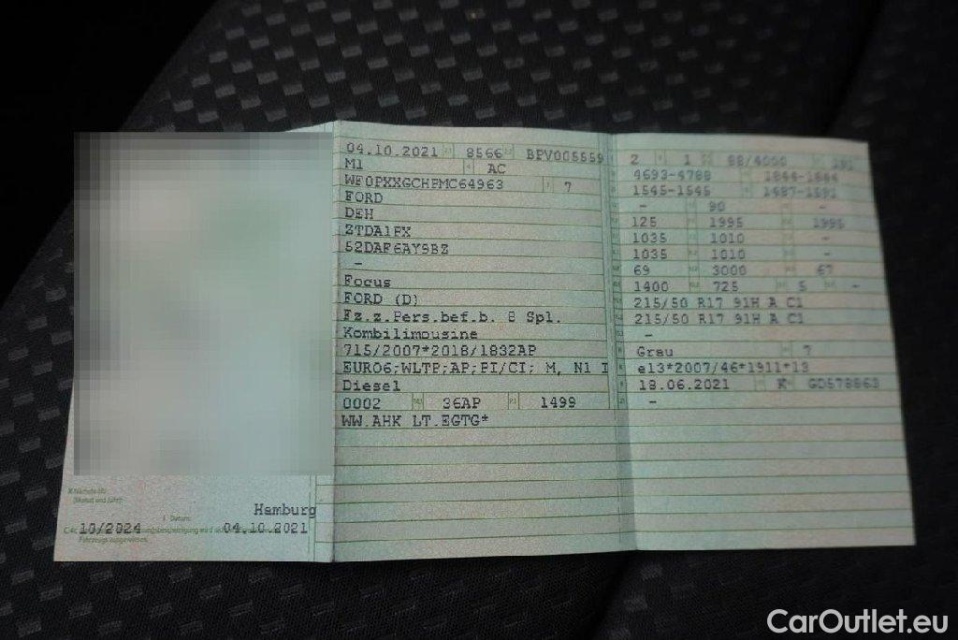 Hamburg
10/2024 04.10.2021
04.10.2021 8566
M1 AC
7
FORD
DEH
52DAF6AY9BZ
-
Focus
FORD (D)
Fz.z.Pers.bef.b. 8 Spl.
Kombilimousine
715/2007*2018/1832AP
EURO6;WLTP;AP;PI/CI; M, N1 I
Diesel
0002 36AP 1499
WW.AHK LT.EGTG*
2 1 88/4000
4693-4788 1844-1844
1545-1545 1497-1591
- 90 -
125 1995 1995
1035 1010 -
1035 1010 -
69 3000 67
1400 725 5 -
215/50 R17 91H A C1
215/50 R17 91H A C1
-
Grau 7
e13*2007/46*1911*13
18.06.2021 K
-
CarOutlet.eu